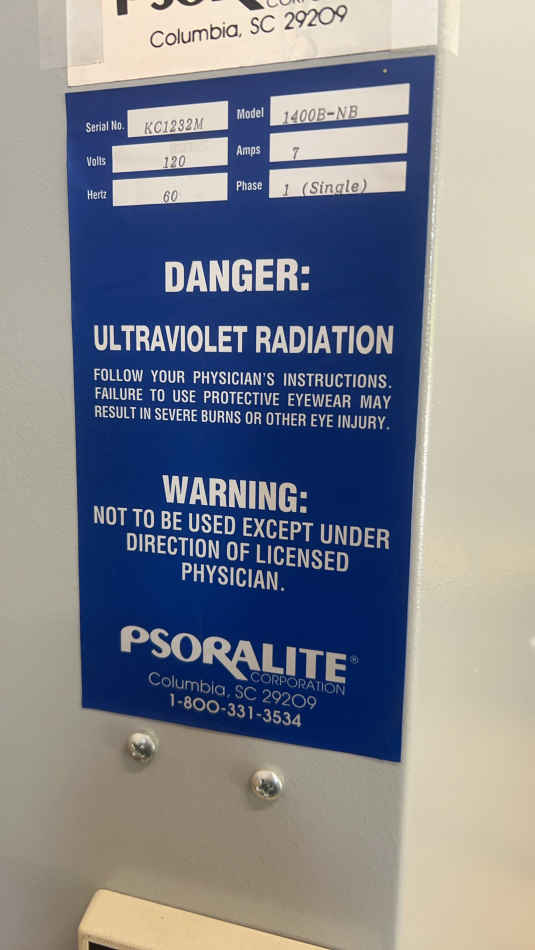 Columbia, SC 29209
Serial No. KC1232M Model 1400B-NB
Volts 120 Amps 7
Hertz 60 Phase 1 (Single)
DANGER:
ULTRAVIOLET RADIATION
FOLLOW YOUR PHYSICIAN'S INSTRUCTIONS.
FAILURE TO USE PROTECTIVE EYEWEAR MAY
RESULT IN SEVERE BURNS OR OTHER EYE INJURY.
WARNING:
NOT TO BE USED EXCEPT UNDER
DIRECTION OF LICENSED
PHYSICIAN.
PSORALITE®
CORPORATION
Columbia, SC 29209
1-800-331-3534